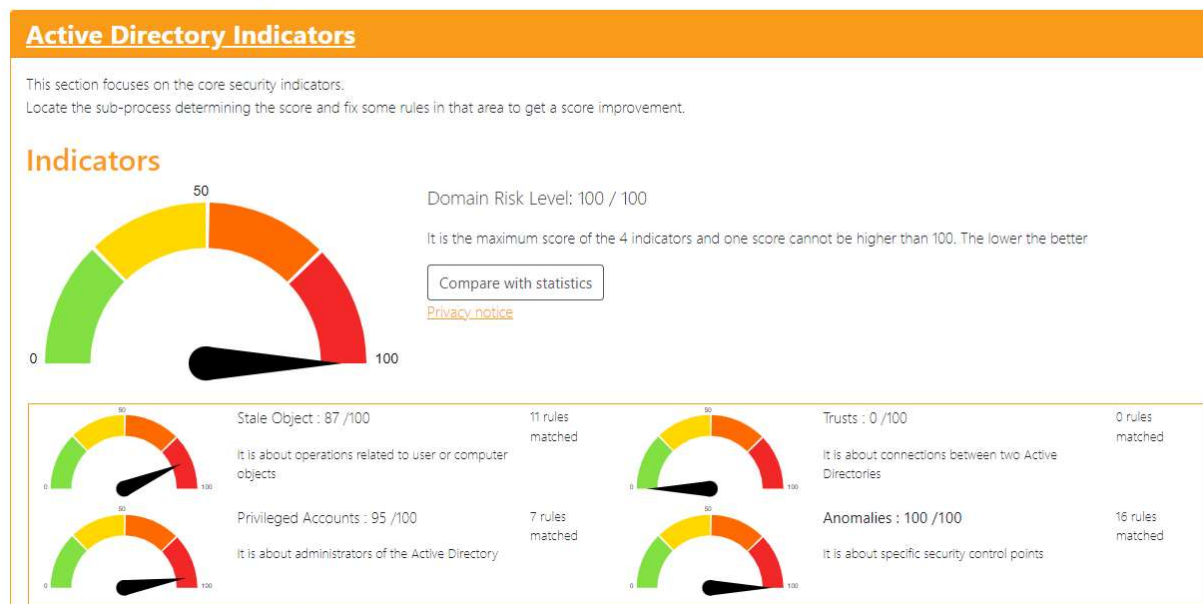 Active Directory Indicators
This section focuses on the core security indicators.
Locate the sub-process determining the score and fix some rules in that area to get a score improvement.
Indicators
50
0
100
Domain Risk Level: 100 / 100
It is the maximum score of the 4 indicators and one score cannot be higher than 100. The lower the better
Compare with statistics
Privacy notice
50
0
100
Stale Object : 87 /100
It is about operations related to user or computer
objects
11 rules
matched
50
0
100
Trusts : 0 /100
It is about connections between two Active
Directories
0 rules
matched
50
0
100
Privileged Accounts : 95 /100
It is about administrators of the Active Directory
7 rules
matched
50
0
100
Anomalies : 100 /100
It is about specific security control points
16 rules
matched